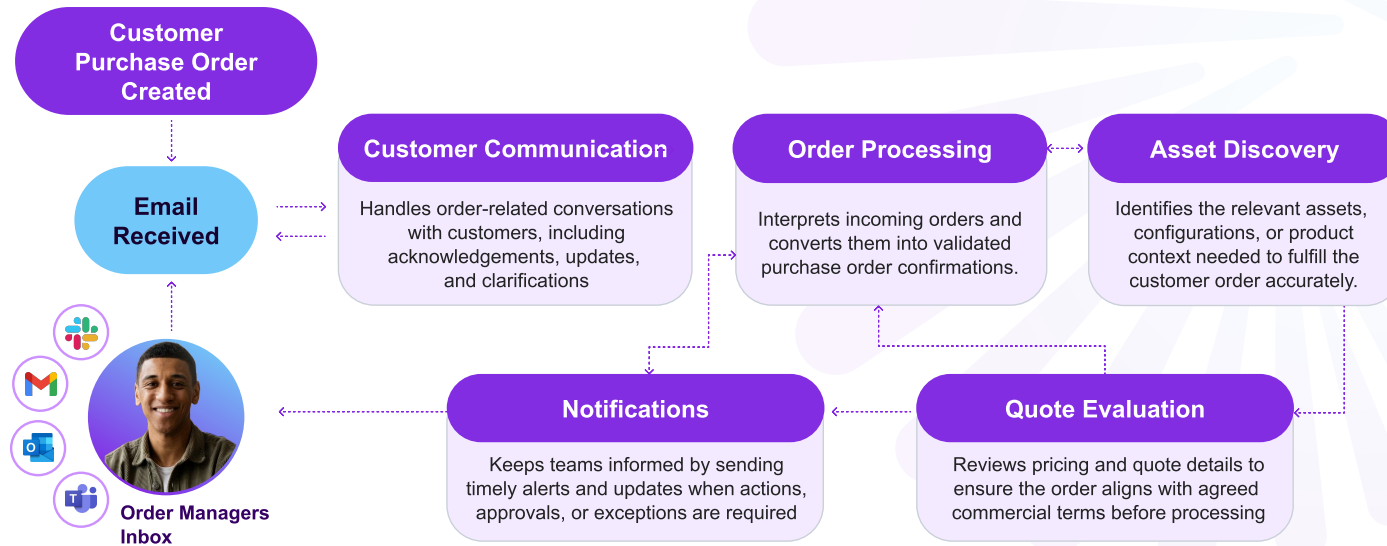 Customer
Purchase Order
Created
Email
Received
Customer Communication
Handles order-related conversations
with customers, including
acknowledgements, updates,
and clarifications
Order Processing
Interprets incoming orders and
converts them into validated
purchase order confirmations.
Asset Discovery
Identifies the relevant assets,
configurations, or product
context needed to fulfill the
customer order accurately.
Notifications
Keeps teams informed by sending
timely alerts and updates when actions,
approvals, or exceptions are required
Quote Evaluation
Reviews pricing and quote details to
ensure the order aligns with agreed
commercial terms before processing
O
T
Order Managers
Inbox